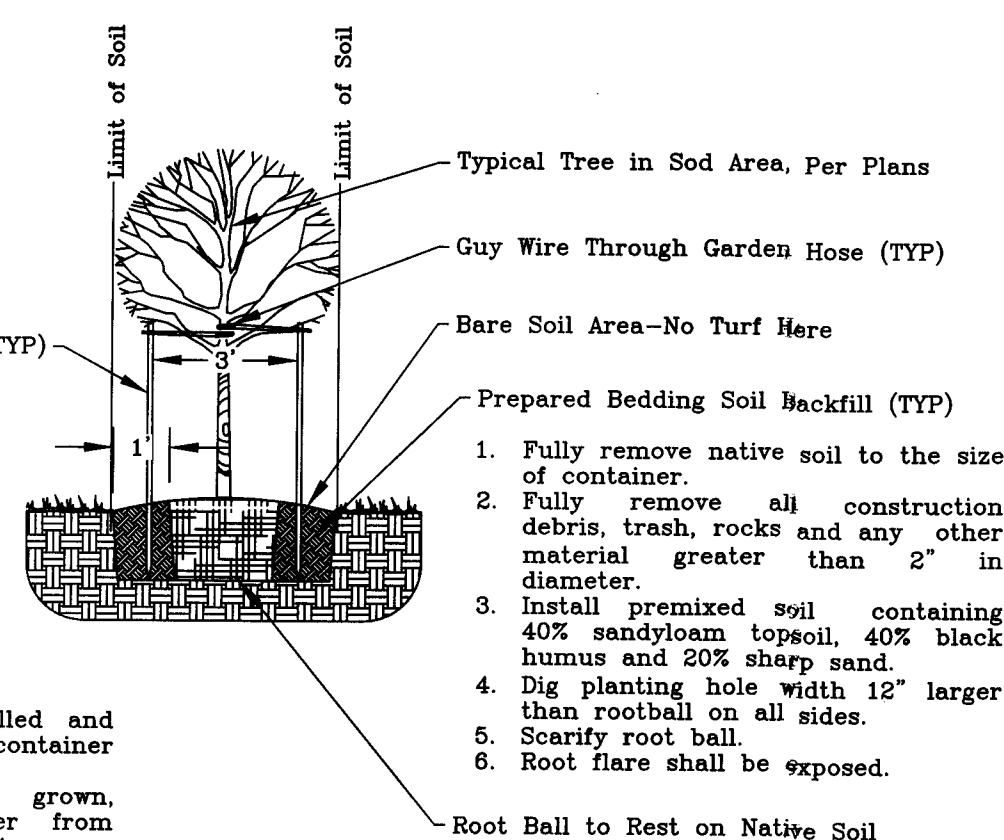 Limit of Soil
Limit of Soil
Typical Tree in Sod Area, Per Plans
Guy Wire Through Garden Hose (TYP)
Bare Soil Area-No Turf Here
TYP)
3'
Prepared Bedding Soil Backfill (TYP)
1'
1. Fully remove native soil to the size
of container.
2. Fully remove all construction
debris, trash, rocks and any other
material greater than 2" in
diameter.
3. Install premixed soil containing
40% sandyloam topsoil, 40% black
humus and 20% sharp sand.
4. Dig planting hole width 12" larger
than rootball on all sides.
5. Scarify root ball.
6. Root flare shall be exposed.
lled and
container
grown,
er from
Root Ball to Rest on Native Soil